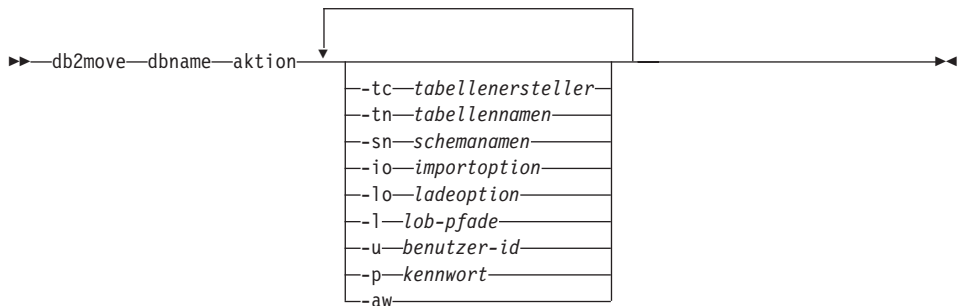 db2move dbname aktion
-tc tabellenersteller
-tn tabellennamen
-sn schemanamen
-io importoption
-lo ladeoption
-l lob-pfade
-u benutzer-id
-p kennwort
-aw